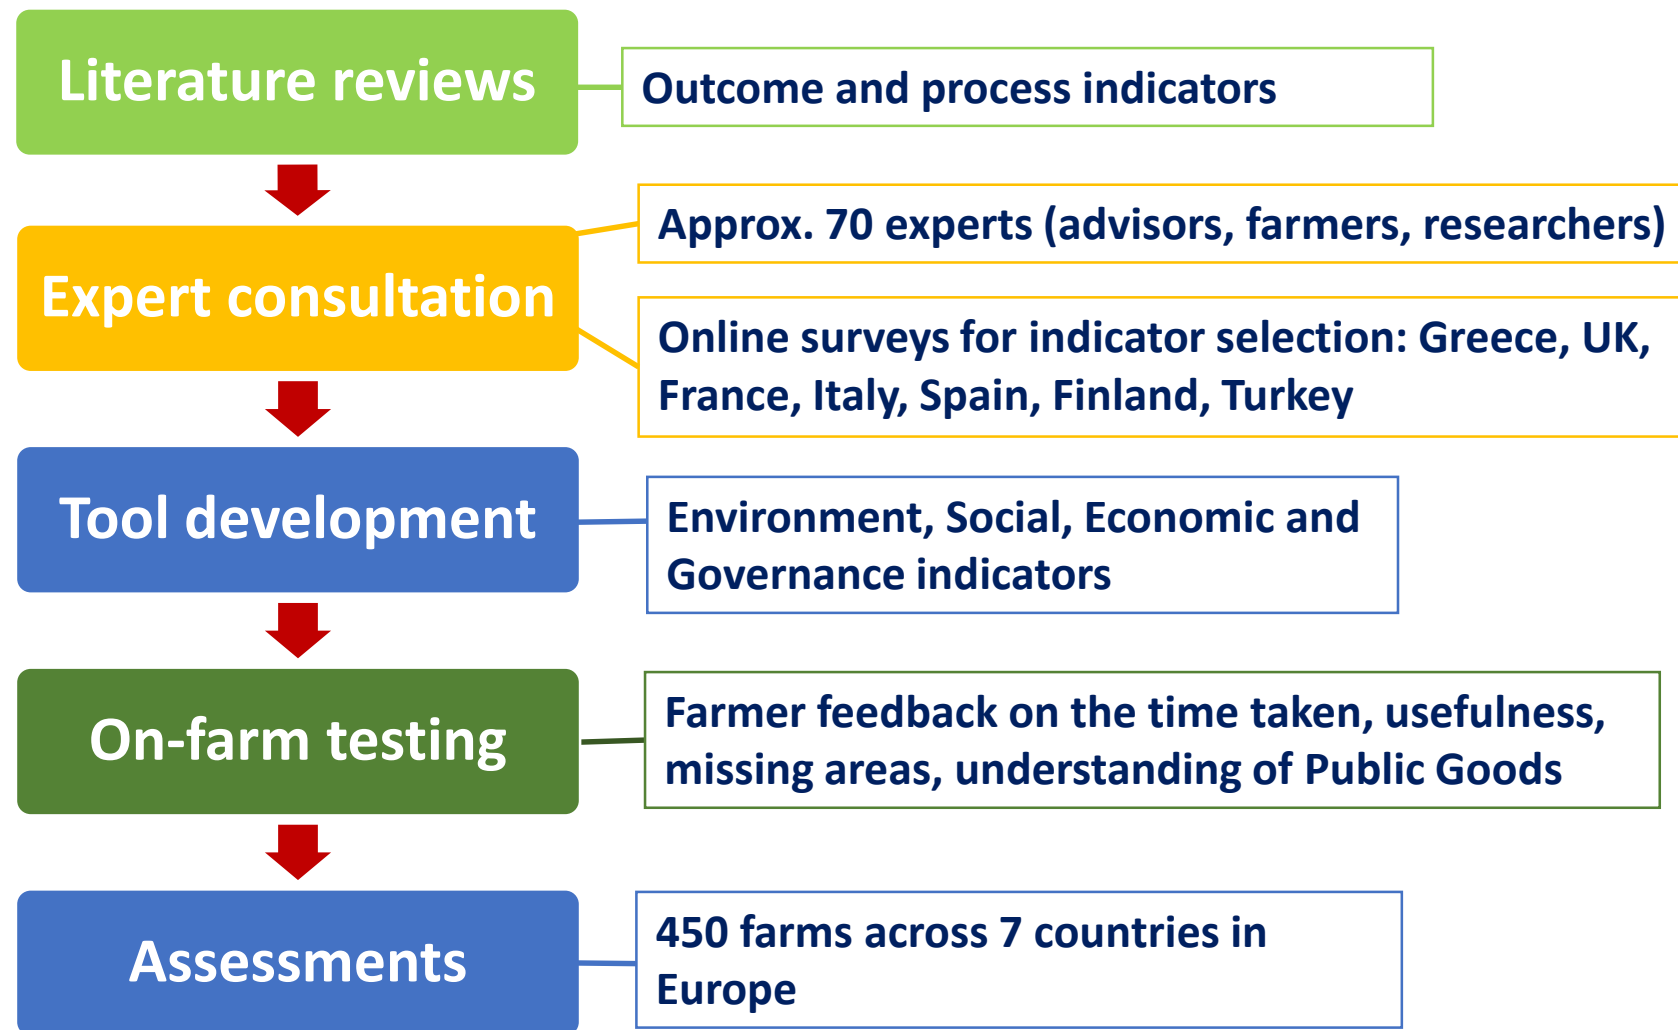 Literature reviews
Outcome and process indicators
Expert consultation
Approx. 70 experts (advisors, farmers, researchers)
Online surveys for indicator selection: Greece, UK,
France, Italy, Spain, Finland, Turkey
Tool development
Environment, Social, Economic and
Governance indicators
On-farm testing
Farmer feedback on the time taken, usefulness,
missing areas, understanding of Public Goods
Assessments
450 farms across 7 countries in
Europe